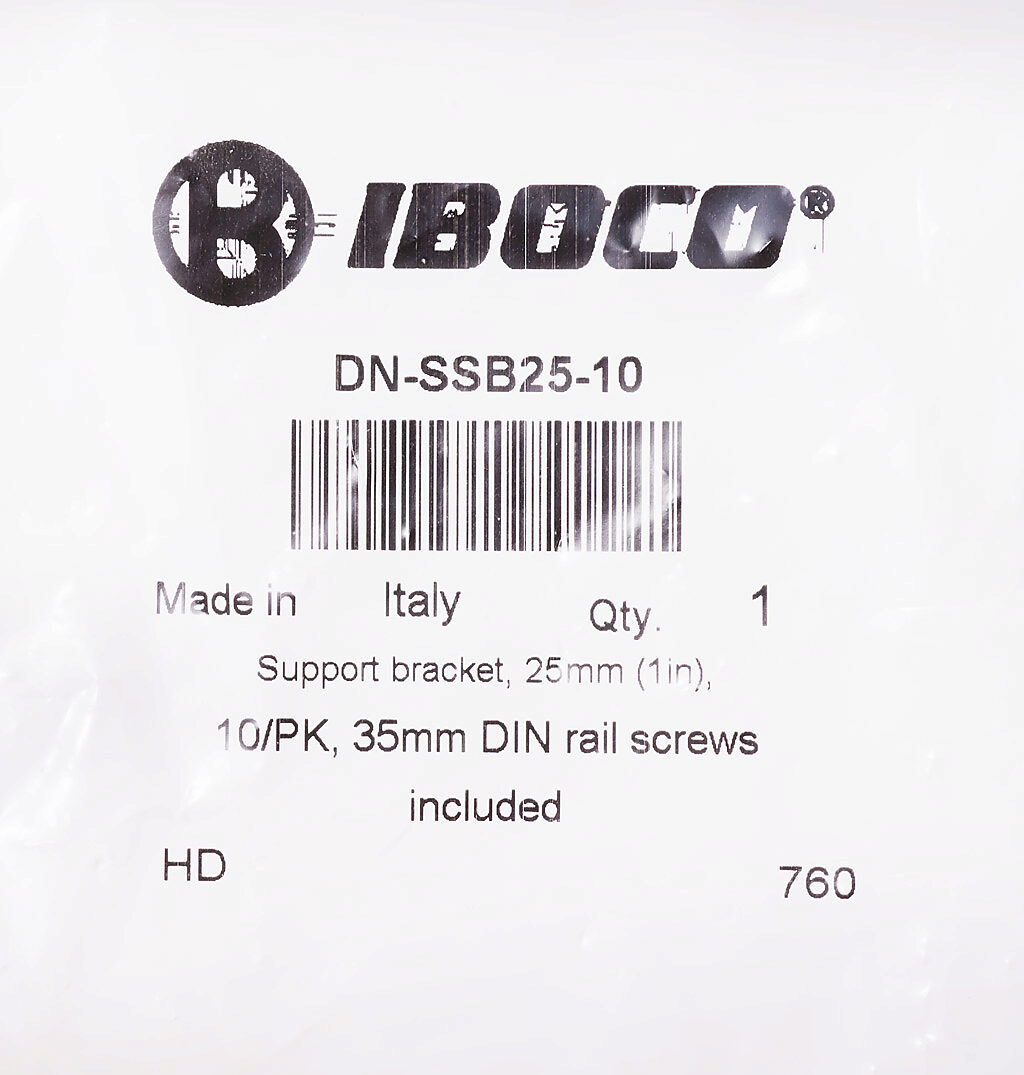 B IBOCO®
DN-SSB25-10
Made in Italy Qty. 1
Support bracket, 25mm (1in),
10/PK, 35mm DIN rail screws
included
HD 760